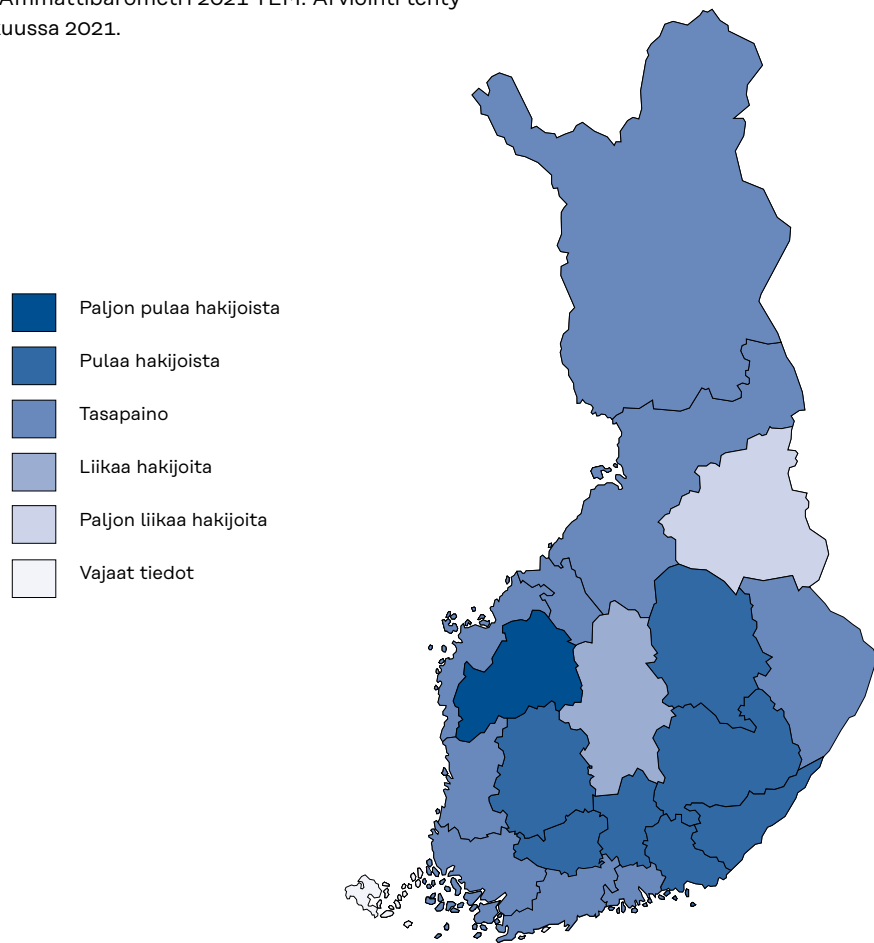 Ammattibarometri 2021 TEM. Arviointi tehty
kuussa 2021.
Paljon pulaa hakijoista
Pulaa hakijoista
Tasapaino
Liikaa hakijoita
Paljon liikaa hakijoita
Vajaat tiedot